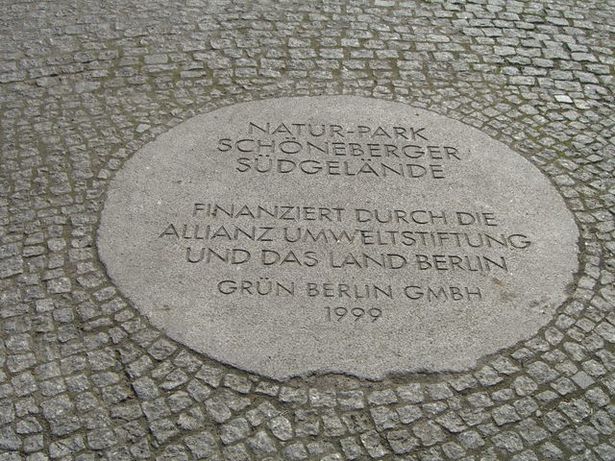 NATUR-PARK
SCHÖNEBERGER
SÜDGELÄNDE
FINANZIERT DURCH DIE
ALLIANZ UMWELTSTIFTUNG
UND DAS LAND BERLIN
GRÜN BERLIN GMBH
1999